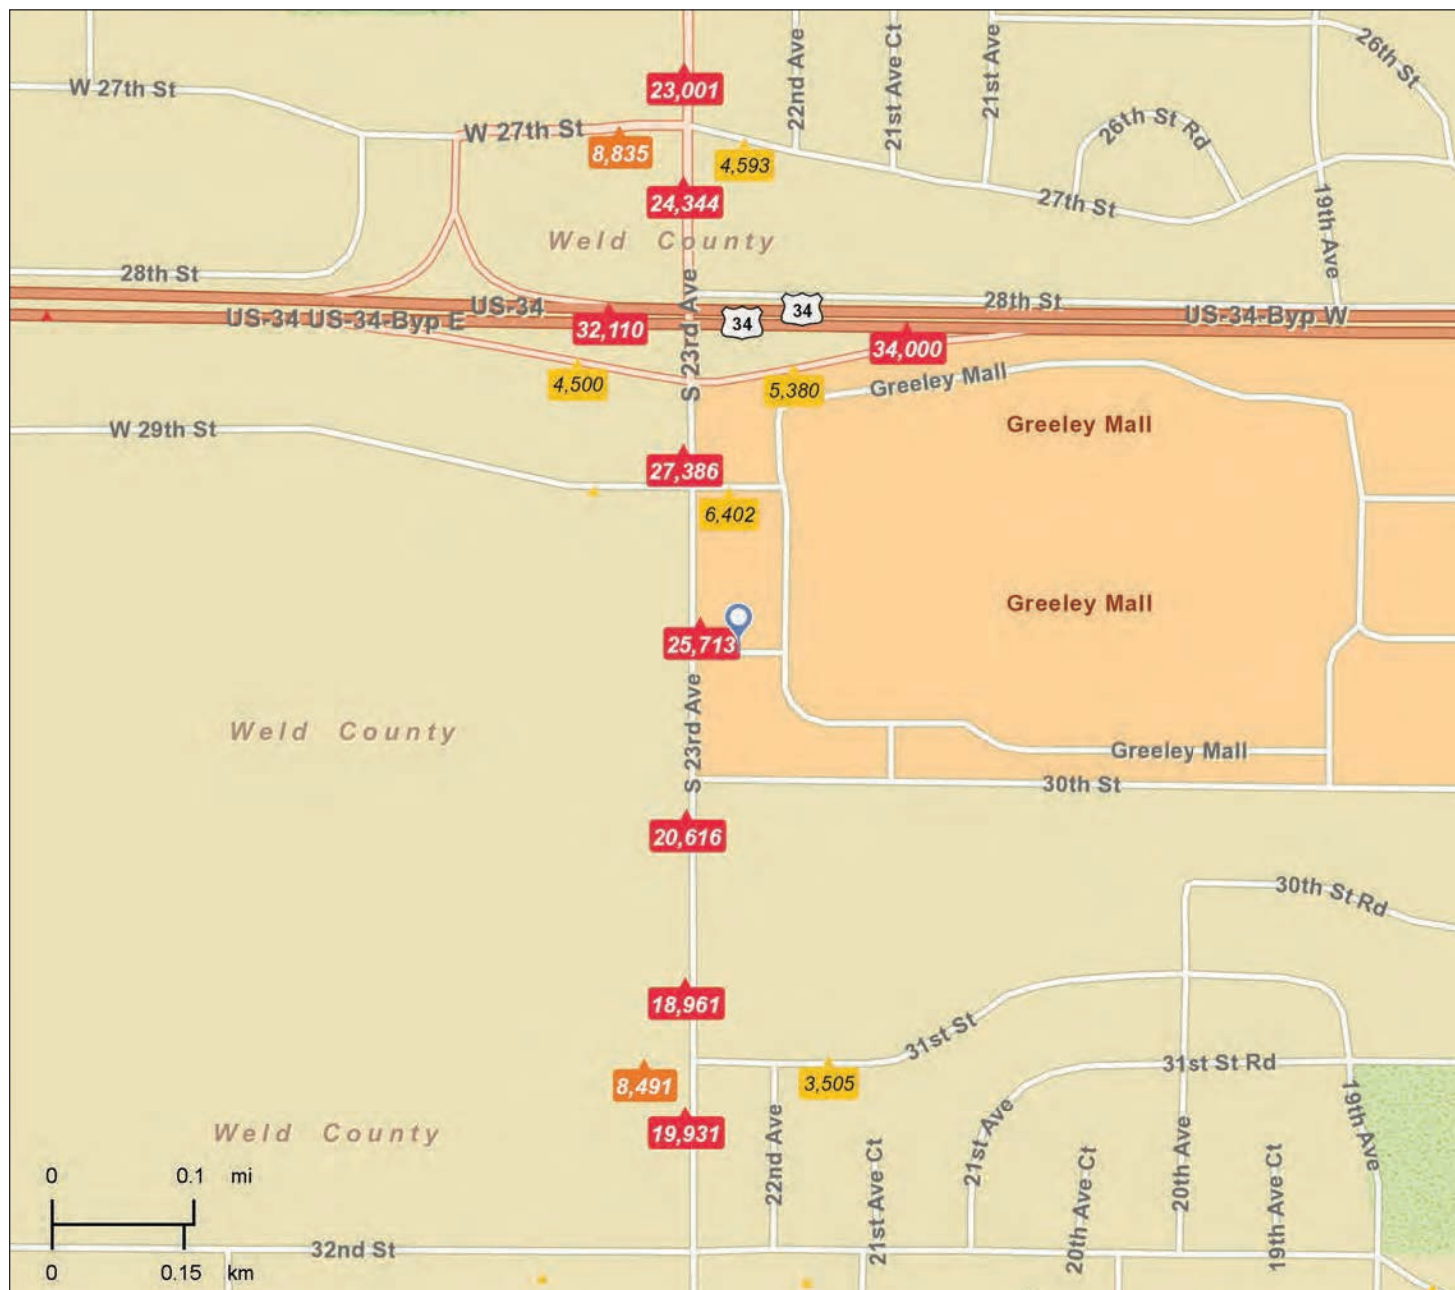 23,001
22nd Ave
21st Ave Ct
21st Ave
26th St
W 27th St
W 27th St
8,835
4,593
26th St Rd
24,344
27th St
19th Ave
Weld County
28th St
US-34
US-34 US-34-Byp E
32,110
S 23rd Ave
34
34
28th St
US-34-Byp W
34,000
4,500
5,380
Greeley Mall
Greeley Mall
W 29th St
27,386
6,402
Greeley Mall
25,713
Weld County
S 23rd Ave
Greeley Mall
30th St
20,616
30th St Rd
18,961
31st St
31st St Rd
8,491
3,505
19,931
Weld County
22nd Ave
21st Ave Ct
21st Ave
20th Ave Ct
20th Ave
19th Ave Ct
19th Ave
0 0.1 mi
32nd St
0 0.15 km